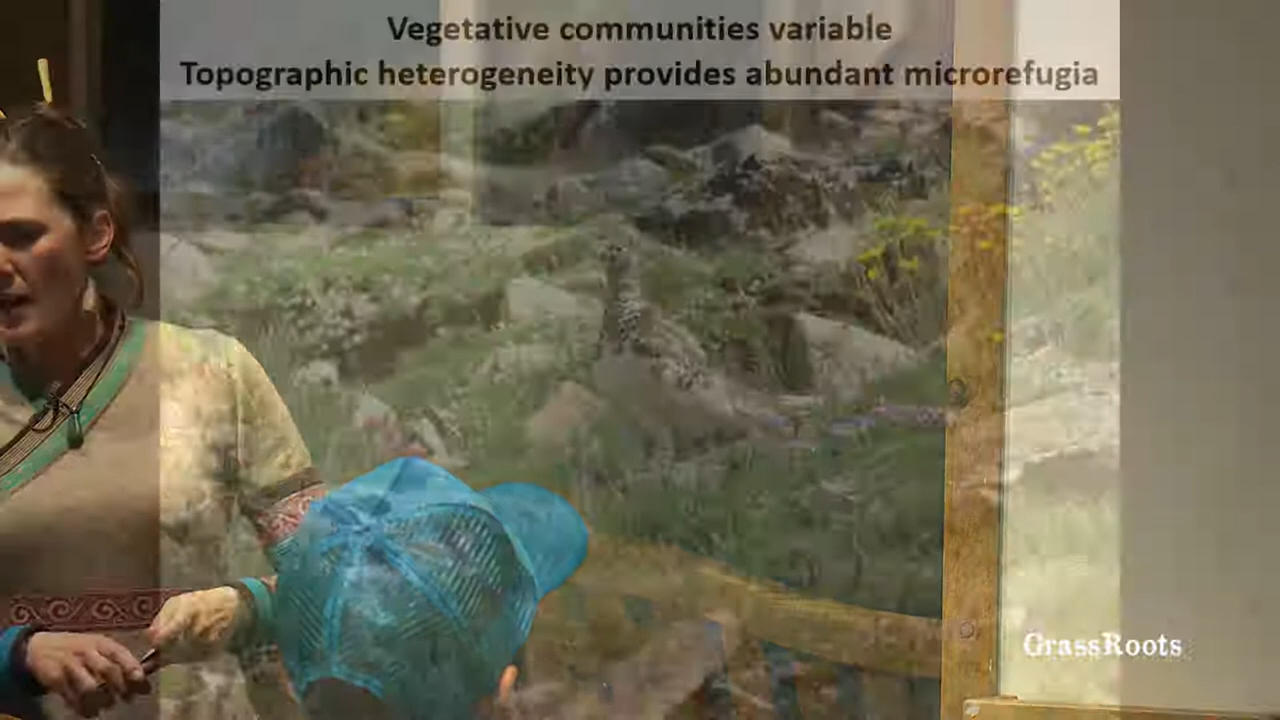 Vegetative communities variable
Topographic heterogeneity provides abundant microrefugia
GrassRoots